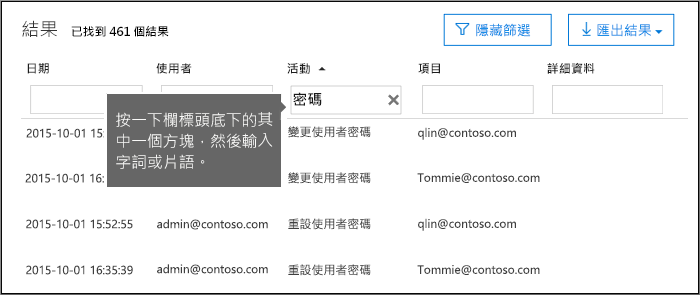 結果 已找到 461 個結果 隱藏篩選 匯出結果
日期 使用者 活動 項目 詳細資料
密碼
按一下欄標頭底下的其
中一個方塊，然後輸入
字詞或片語。
2015-10-01 15: 變更使用者密碼 qlin@contoso.com
2015-10-01 16: 變更使用者密碼 Tommie@contoso.com
2015-10-01 15:52:55 admin@contoso.com 重設使用者密碼 qlin@contoso.com
2015-10-01 16:35:39 admin@contoso.com 重設使用者密碼 Tommie@contoso.com